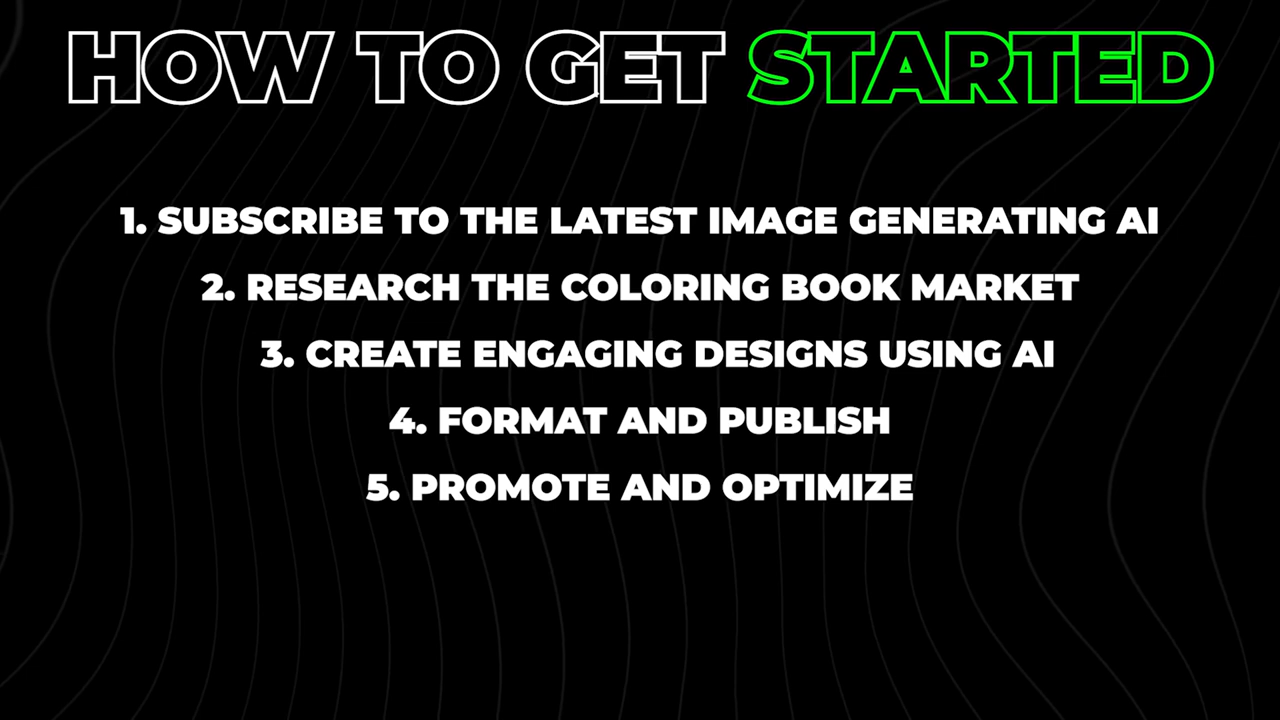 HOW TO GET STARTED
1. SUBSCRIBE TO THE LATEST IMAGE GENERATING AI
2. RESEARCH THE COLORING BOOK MARKET
3. CREATE ENGAGING DESIGNS USING AI
4. FORMAT AND PUBLISH
5. PROMOTE AND OPTIMIZE